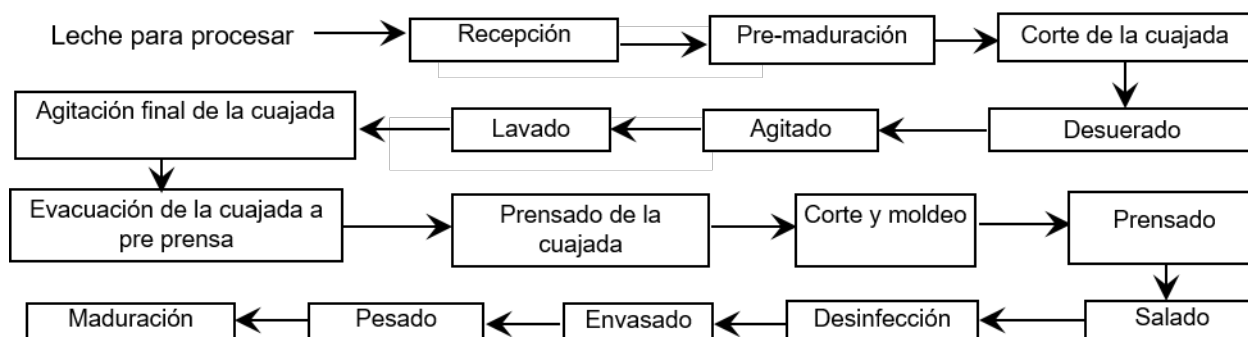 Leche para procesar
Recepción
Pre-maduración
Corte de la cuajada
Desuerado
Agitado
Lavado
Agitación final de la cuajada
Evacuación de la cuajada a
pre prensa
Prensado de la
cuajada
Corte y moldeo
Prensado
Salado
Desinfección
Envasado
Pesado
Maduración